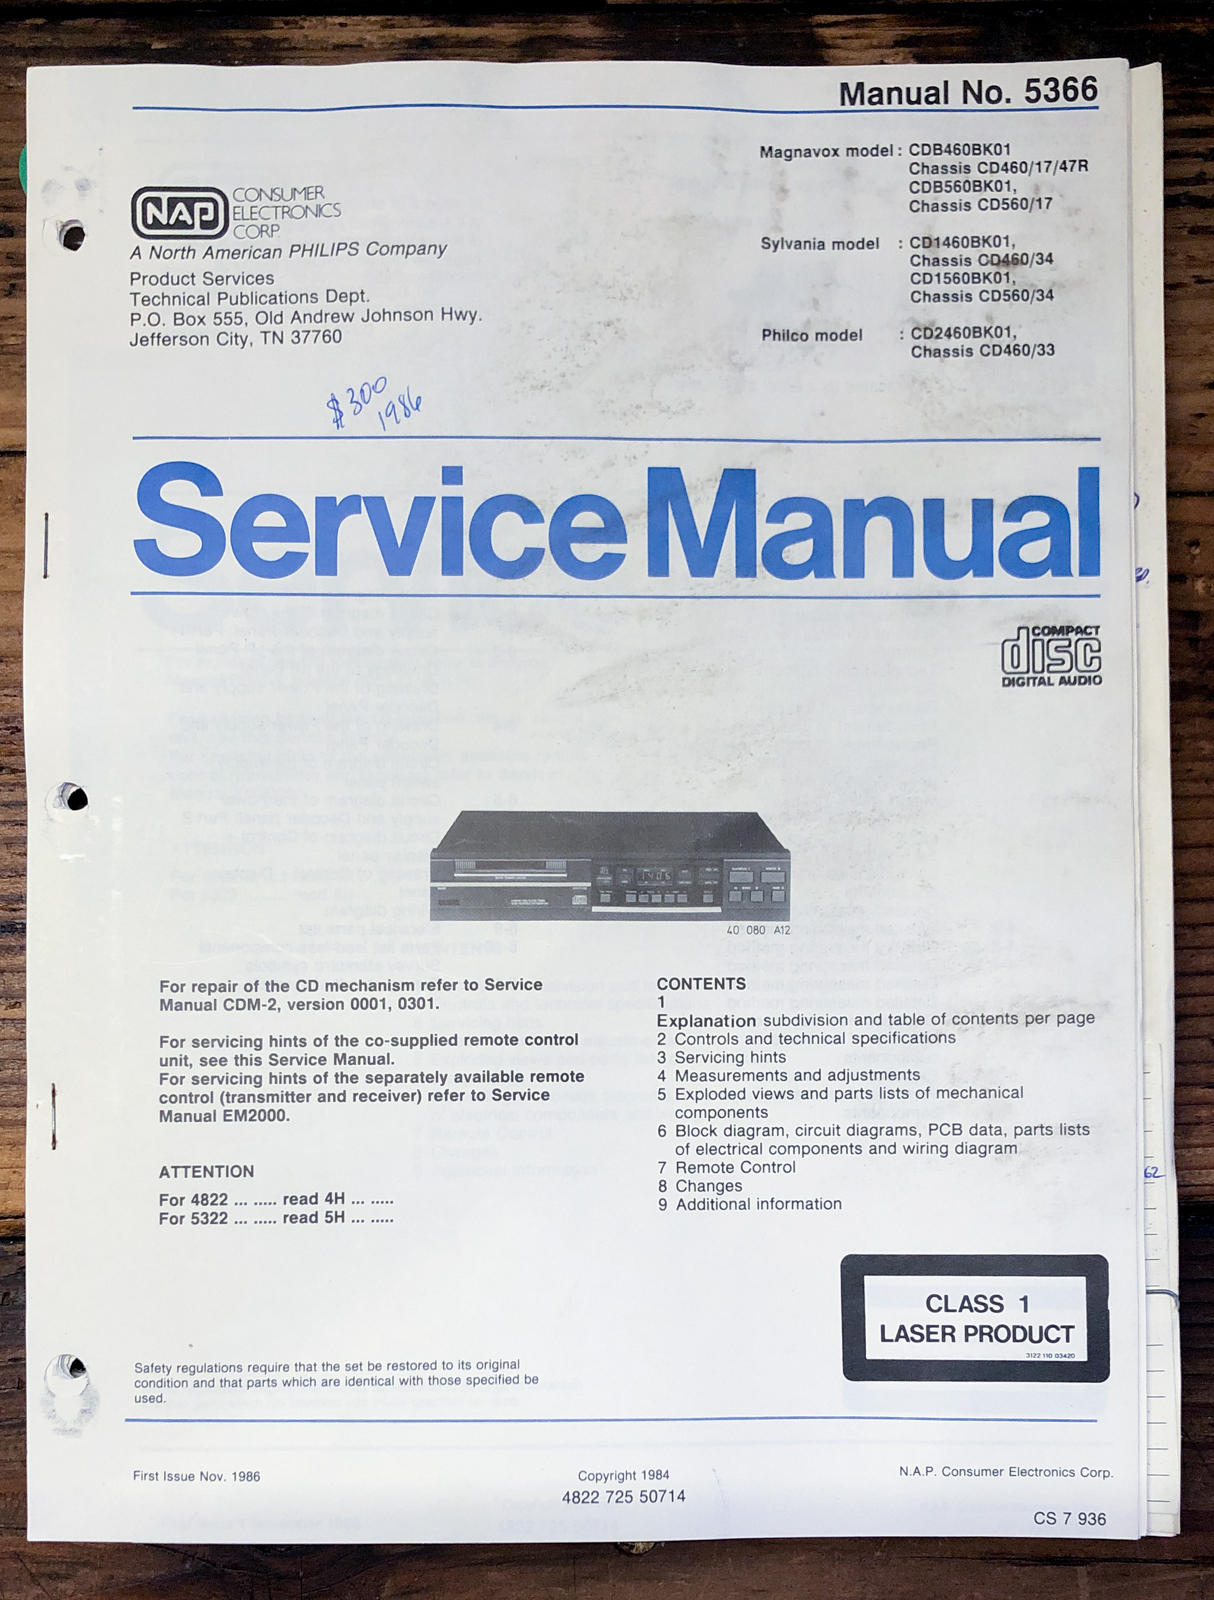 Manual No. 5366
Magnavox model : CDB460BK01
Chassis CD460/17/47R
CDB560BK01,
Chassis CD560/17
Sylvania model : CD1460BK01,
Chassis CD460/34
CD1560BK01,
Chassis CD560/34
Philco model : CD2460BK01,
Chassis CD460/33
NAP CONSUMER
ELECTRONICS
CORP
A North American PHILIPS Company
Product Services
Technical Publications Dept.
P.O. Box 555, Old Andrew Johnson Hwy.
Jefferson City, TN 37760
$300
1986
Service Manual
COMPACT
disc
DIGITAL AUDIO
1406
40 080 A12
For repair of the CD mechanism refer to Service
Manual CDM-2, version 0001, 0301.
For servicing hints of the co-supplied remote control
unit, see this Service Manual.
For servicing hints of the separately available remote
control (transmitter and receiver) refer to Service
Manual EM2000.
ATTENTION
For 4822 ... ..... read 4H ... .....
For 5322 ... ..... read 5H ... .....
CONTENTS
1
Explanation subdivision and table of contents per page
2 Controls and technical specifications
3 Servicing hints
4 Measurements and adjustments
5 Exploded views and parts lists of mechanical
components
6 Block diagram, circuit diagrams, PCB data, parts lists
of electrical components and wiring diagram
7 Remote Control
8 Changes
9 Additional information
62
CLASS 1
LASER PRODUCT
3122 110 03420
Safety regulations require that the set be restored to its original
condition and that parts which are identical with those specified be
used.
First Issue Nov. 1986
Copyright 1984
4822 725 50714
N.A.P. Consumer Electronics Corp.
CS 7 936